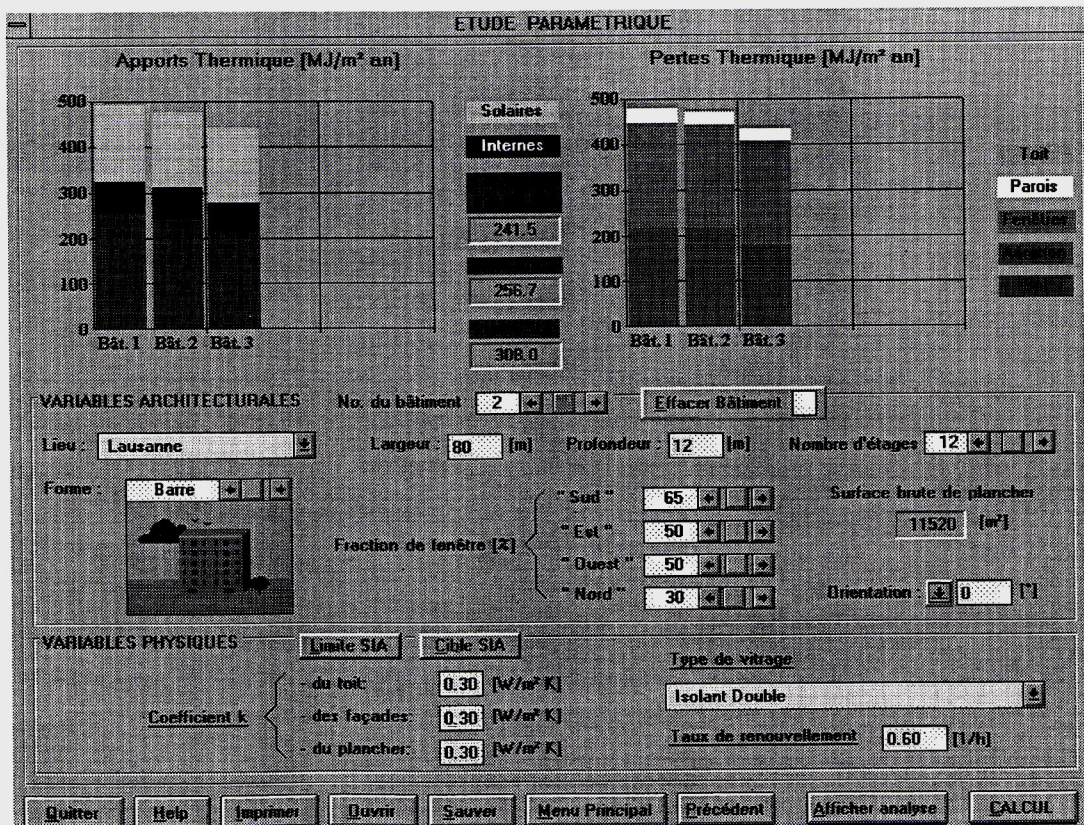 ETUDE PARAMETRIQUE
Apports Thermique [MJ/m² an]
500
400
300
200
100
0
Bât. 1 Bât. 2 Bât. 3
Solaires
Internes
241.5
256.7
308.0
Pertes Thermique [MJ/m² an]
500
400
300
200
100
0
Bât. 1 Bât. 2 Bât. 3
Toit
Parois
Fenêtres
VARIABLES ARCHITECTURALES
No. du bâtiment 2
Effacer Bâtiment
Lieu : Lausanne
Largeur : 80 [m]
Profondeur : 12 [m]
Nombre d'étages 12
Forme : Barre
Fraction de fenêtre [%]
" Sud " 65
" Est " 50
" Ouest " 50
" Nord " 30
Surface brute de plancher
11520 [m²]
Orientation : 0 [°]
VARIABLES PHYSIQUES
Limite SIA
Cible SIA
Coefficient k
- du toit: 0.30 [W/m² K]
- des façades: 0.30 [W/m² K]
- du plancher: 0.30 [W/m² K]
Type de vitrage
Isolant Double
Taux de renouvellement 0.60 [1/h]
Quitter Help Imprimer Ouvrir Sauver Menu Principal Précédent Afficher analyse CALCUL